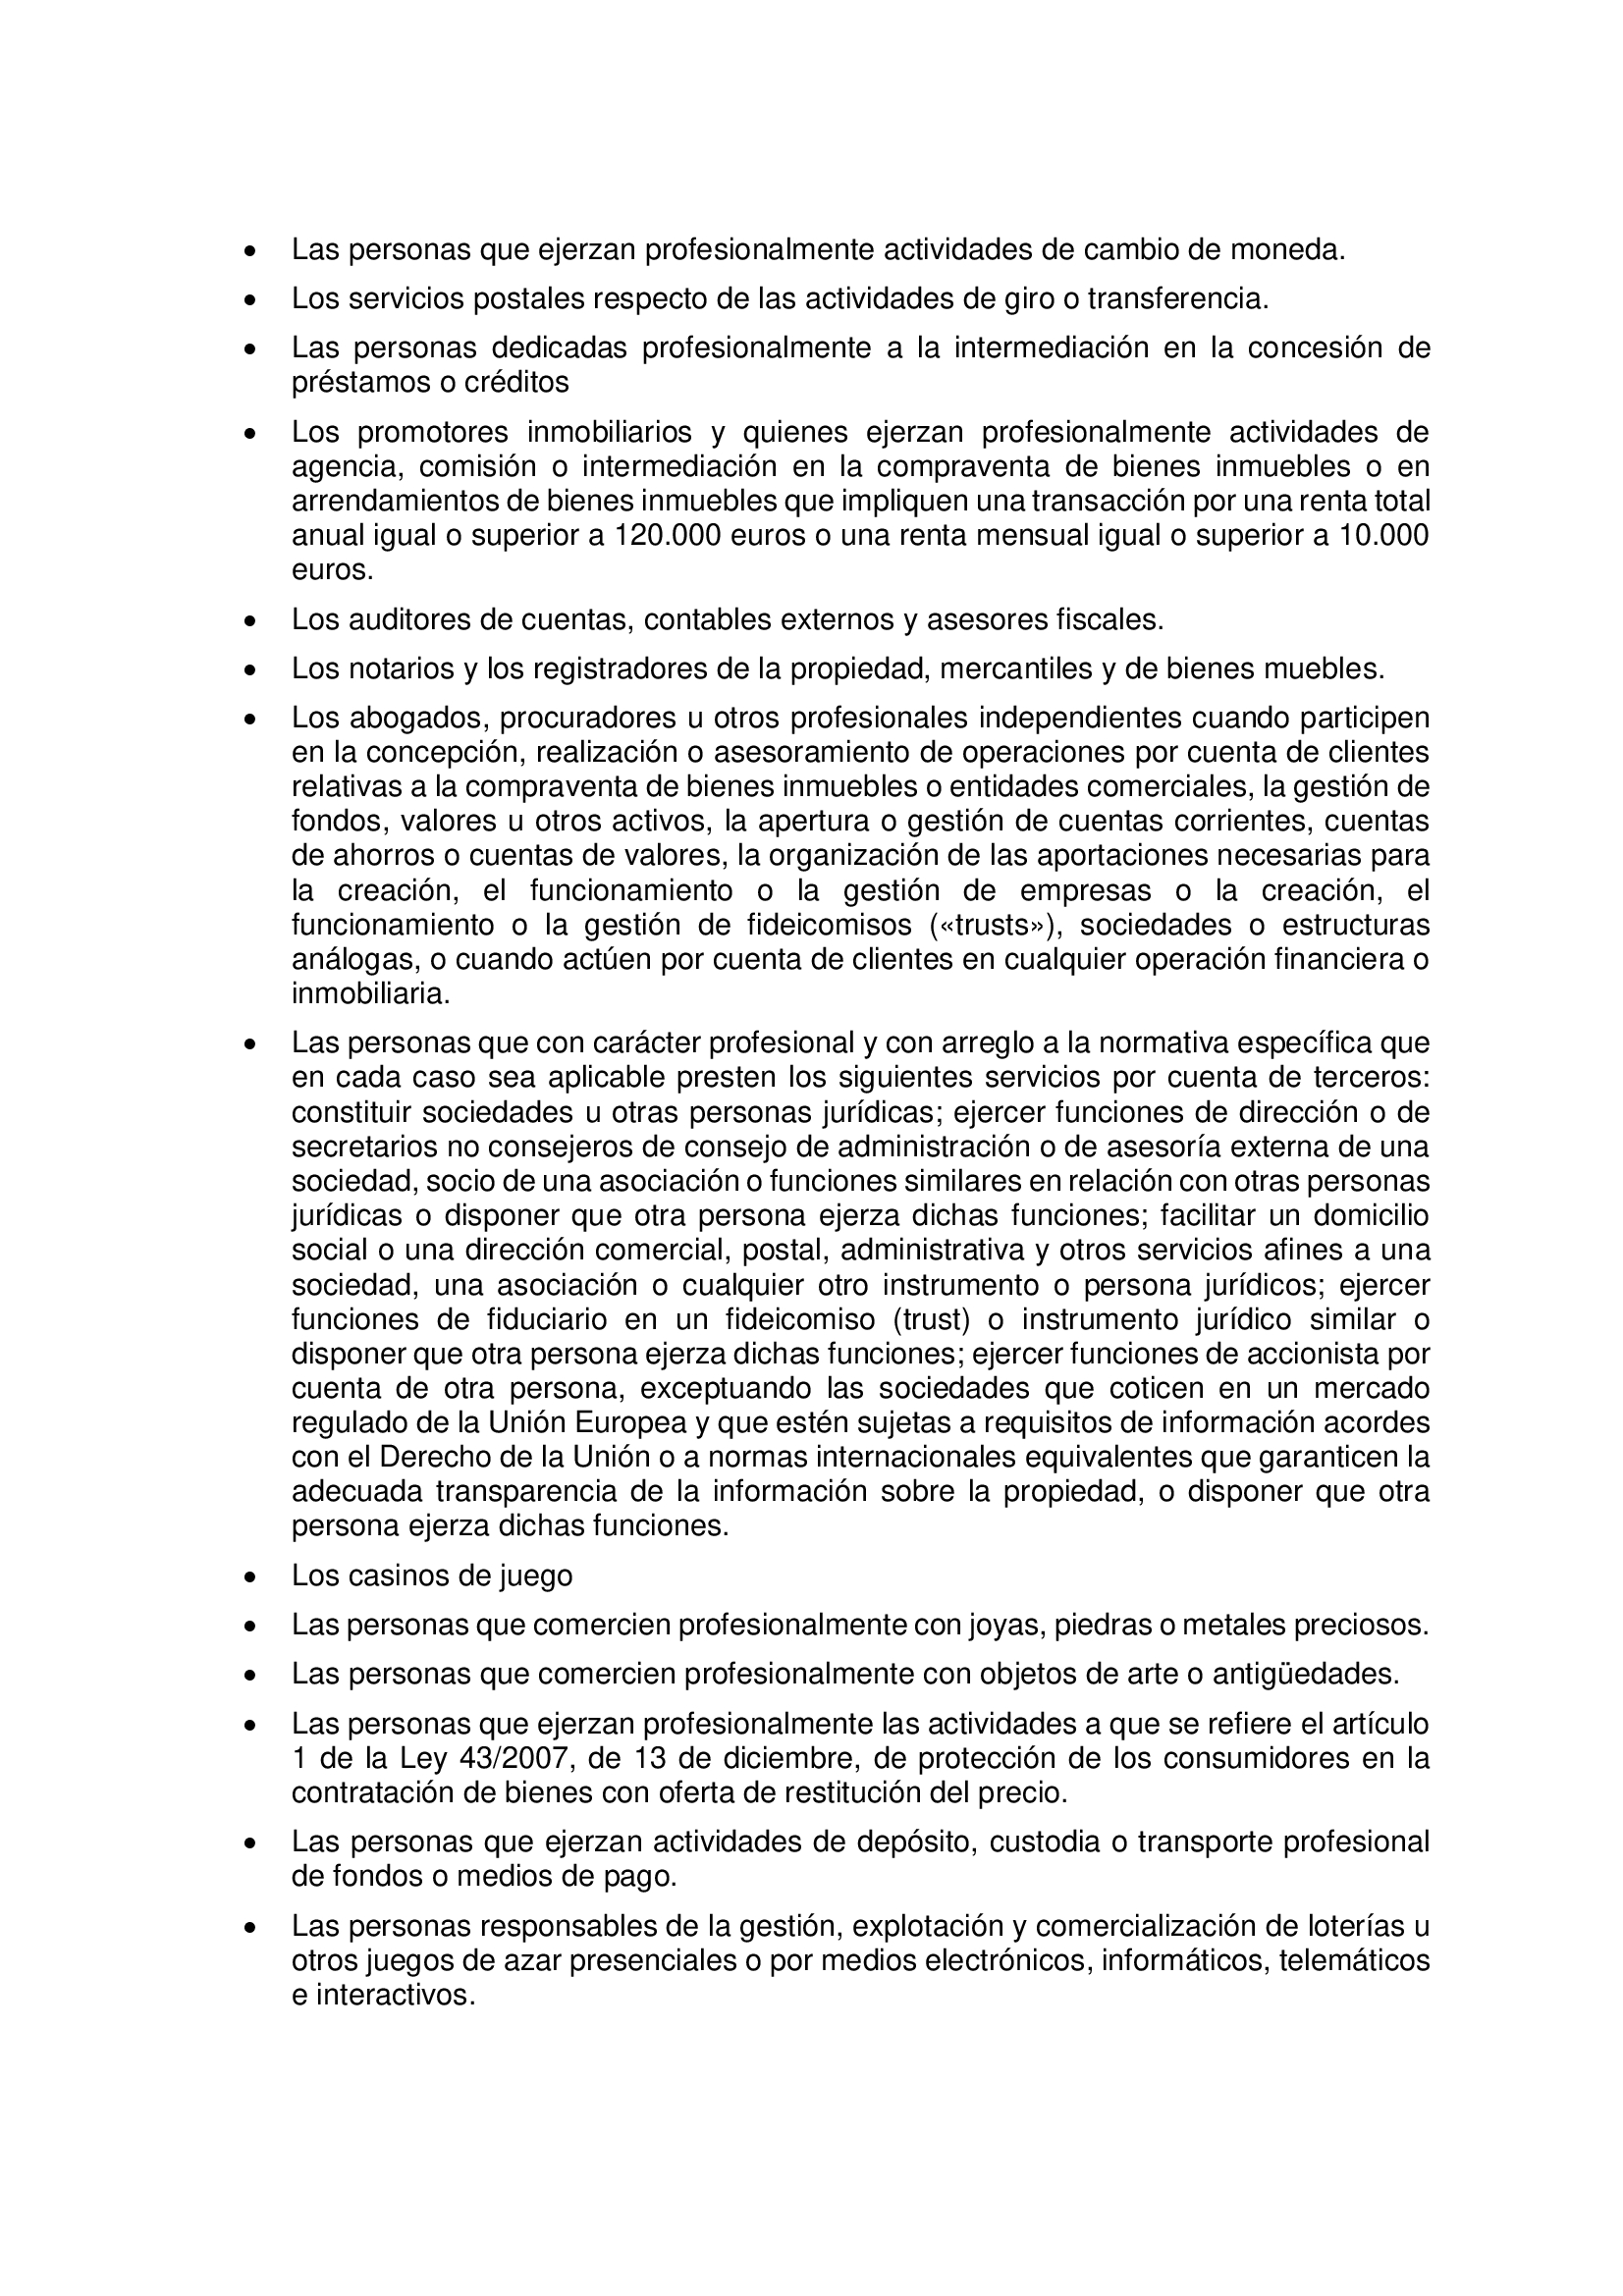 • Las personas que ejerzan profesionalmente actividades de cambio de moneda.
• Los servicios postales respecto de las actividades de giro o transferencia.
• Las personas dedicadas profesionalmente a la intermediación en la concesión de
préstamos o créditos
• Los promotores inmobiliarios y quienes ejerzan profesionalmente actividades de
agencia, comisión o intermediación en la compraventa de bienes inmuebles o en
arrendamientos de bienes inmuebles que impliquen una transacción por una renta total
anual igual o superior a 120.000 euros o una renta mensual igual o superior a 10.000
euros.
• Los auditores de cuentas, contables externos y asesores fiscales.
• Los notarios y los registradores de la propiedad, mercantiles y de bienes muebles.
• Los abogados, procuradores u otros profesionales independientes cuando participen
en la concepción, realización o asesoramiento de operaciones por cuenta de clientes
relativas a la compraventa de bienes inmuebles o entidades comerciales, la gestión de
fondos, valores u otros activos, la apertura o gestión de cuentas corrientes, cuentas
de ahorros o cuentas de valores, la organización de las aportaciones necesarias para
la creación, el funcionamiento o la gestión de empresas o la creación, el
funcionamiento o la gestión de fideicomisos («trusts»), sociedades o estructuras
análogas, o cuando actúen por cuenta de clientes en cualquier operación financiera o
inmobiliaria.
• Las personas que con carácter profesional y con arreglo a la normativa específica que
en cada caso sea aplicable presten los siguientes servicios por cuenta de terceros:
constituir sociedades u otras personas jurídicas; ejercer funciones de dirección o de
secretarios no consejeros de consejo de administración o de asesoría externa de una
sociedad, socio de una asociación o funciones similares en relación con otras personas
jurídicas o disponer que otra persona ejerza dichas funciones; facilitar un domicilio
social o una dirección comercial, postal, administrativa y otros servicios afines a una
sociedad, una asociación o cualquier otro instrumento o persona jurídicos; ejercer
funciones de fiduciario en un fideicomiso (trust) o instrumento jurídico similar o
disponer que otra persona ejerza dichas funciones; ejercer funciones de accionista por
cuenta de otra persona, exceptuando las sociedades que coticen en un mercado
regulado de la Unión Europea y que estén sujetas a requisitos de información acordes
con el Derecho de la Unión o a normas internacionales equivalentes que garanticen la
adecuada transparencia de la información sobre la propiedad, o disponer que otra
persona ejerza dichas funciones.
• Los casinos de juego
• Las personas que comercien profesionalmente con joyas, piedras o metales preciosos.
• Las personas que comercien profesionalmente con objetos de arte o antigüedades.
• Las personas que ejerzan profesionalmente las actividades a que se refiere el artículo
1 de la Ley 43/2007, de 13 de diciembre, de protección de los consumidores en la
contratación de bienes con oferta de restitución del precio.
• Las personas que ejerzan actividades de depósito, custodia o transporte profesional
de fondos o medios de pago.
• Las personas responsables de la gestión, explotación y comercialización de loterías u
otros juegos de azar presenciales o por medios electrónicos, informáticos, telemáticos
e interactivos.